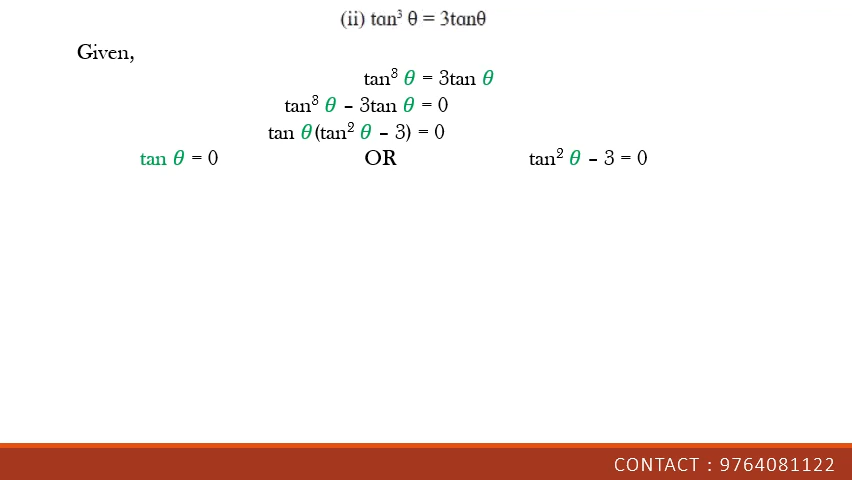 (ii) tan³ θ = 3tanθ
Given,
tan³ θ = 3tan θ
tan³ θ – 3tan θ = 0
tan θ(tan² θ – 3) = 0
tan θ = 0 OR tan² θ – 3 = 0
CONTACT : 9764081122